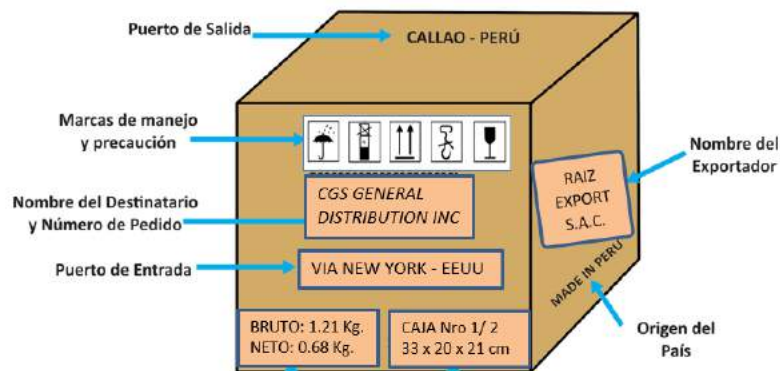 Puerto de Salida
CALLAO - PERÚ
Marcas de manejo
y precaución
Nombre del
Exportador
RAIZ
EXPORT
S.A.C.
CGS GENERAL
DISTRIBUTION INC
Nombre del Destinatario
y Número de Pedido
Puerto de Entrada
VIA NEW YORK - EEUU
MADE IN PERÚ
Origen del
País
BRUTO: 1.21 Kg.
NETO: 0.68 Kg.
CAJA Nro 1/ 2
33 x 20 x 21 cm